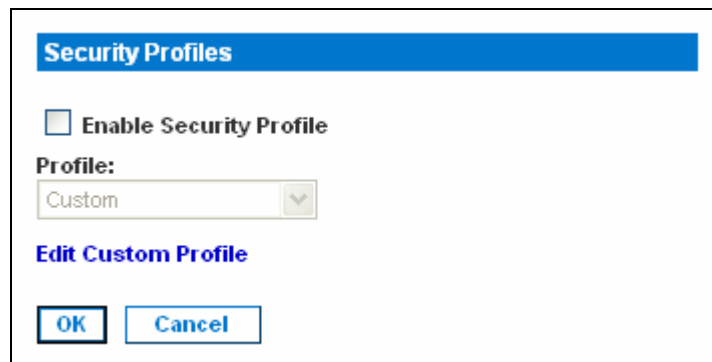 Security Profiles
Enable Security Profile
Profile:
Custom
Edit Custom Profile
OK Cancel